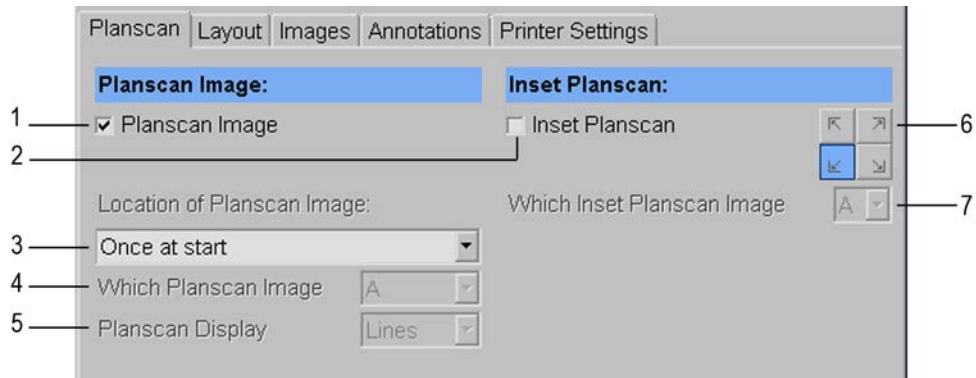 Planscan Layout Images Annotations Printer Settings
Planscan Image: Inset Planscan:
1 Planscan Image Inset Planscan 6
2
Location of Planscan Image: Which Inset Planscan Image A 7
3 Once at start
4 Which Planscan Image A
5 Planscan Display Lines